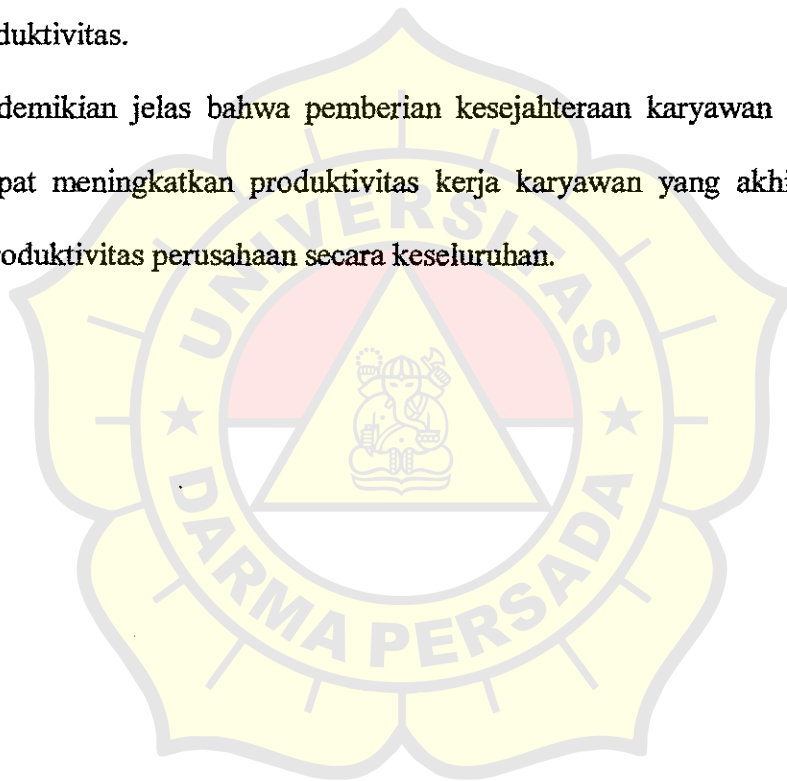 duktivitas.
demikian jelas bahwa pemberian kesejahteraan karyawan
pat meningkatkan produktivitas kerja karyawan yang akhi
roduktivitas perusahaan secara keseluruhan.
UNIVERSITAS
DARMA PERSADA